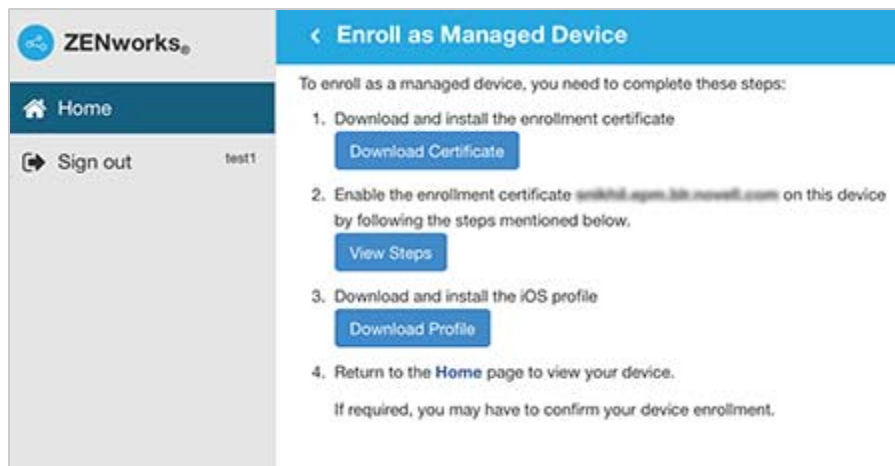 ZENworks®
Home
Sign out test1
Enroll as Managed Device
To enroll as a managed device, you need to complete these steps:
1. Download and install the enrollment certificate
Download Certificate
2. Enable the enrollment certificate on this device
by following the steps mentioned below.
View Steps
3. Download and install the iOS profile
Download Profile
4. Return to the Home page to view your device.
If required, you may have to confirm your device enrollment.